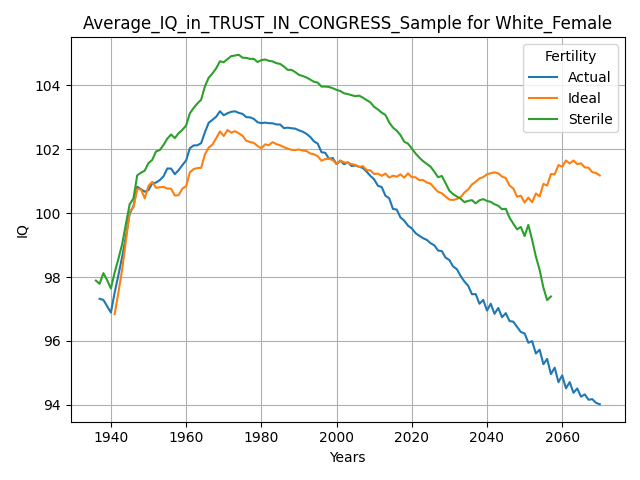 Average_IQ_in_TRUST_IN_CONGRESS_Sample for White_Female
Fertility
Actual
Ideal
Sterile
IQ
104
102
100
98
96
94
1940
1960
1980
2000
2020
2040
2060
Years